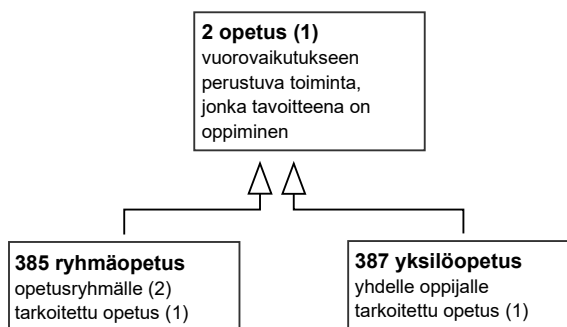 2 opetus (1)
vuorovaikutukseen
perustuva toiminta,
jonka tavoitteena on
oppiminen
385 ryhmäopetus
opetusryhmälle (2)
tarkoitettu opetus (1)
387 yksilöopetus
yhdelle oppijalle
tarkoitettu opetus (1)